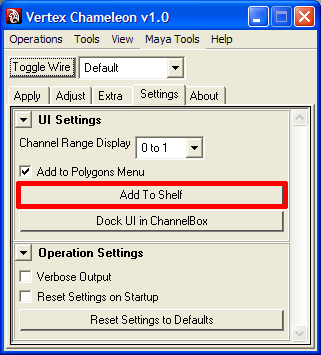 Vertex Chameleon v1.0
Operations Tools View Maya Tools Help
Toggle Wire Default
Apply Adjust Extra Settings About
UI Settings
Channel Range Display 0 to 1
Add to Polygons Menu
Add To Shelf
Dock UI in ChannelBox
Operation Settings
Verbose Output
Reset Settings on Startup
Reset Settings to Defaults